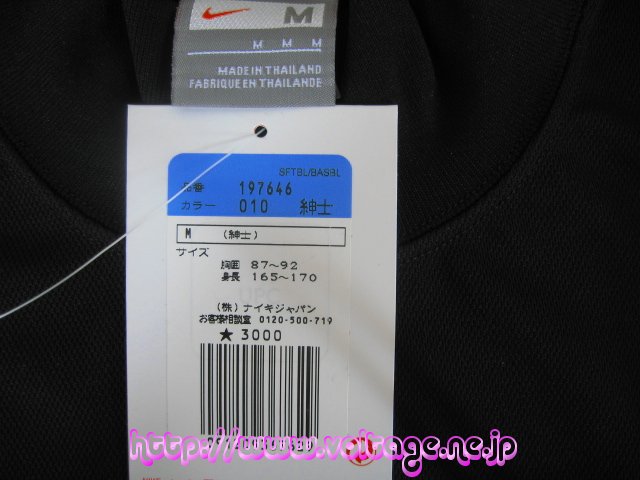 M
M M M
MADE IN THAILAND
FABRIQUE EN THAILANDE
SFTBL/BASBL
品番 197646
カラー 010 紳士
M (紳士)
サイズ
胸囲 87～92
身長 165～170
(株)ナイキジャパン
お客様相談室 0120-500-719
★3000
http://www.voltage.nc.jp